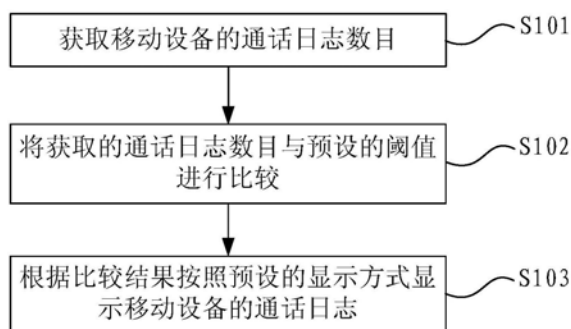 获取移动设备的通话日志数目
S101
将获取的通话日志数目与预设的阈值
进行比较
S102
根据比较结果按照预设的显示方式显
示移动设备的通话日志
S103